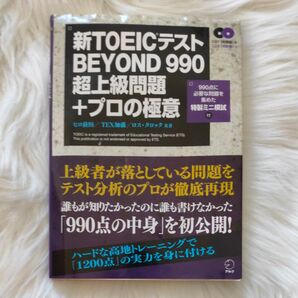 新TOEICテスト
BEYOND 990
超上級問題
+プロの極意
ヒロ前田／TEX加藤／ロス・タロック 共著
TOEIC is a registered trademark of Educational Testing Service (ETS).
This publication is not endorsed or approved by ETS.
990点に
必要な問題を
集めた
特製ミニ模試
付
上級者が落としている問題を
テスト分析のプロが徹底再現
誰もが知りたかったのに誰も書けなかった
「990点の中身」を初公開！
ハードな高地トレーニングで
「1200点」の実力を身に付ける
アルク